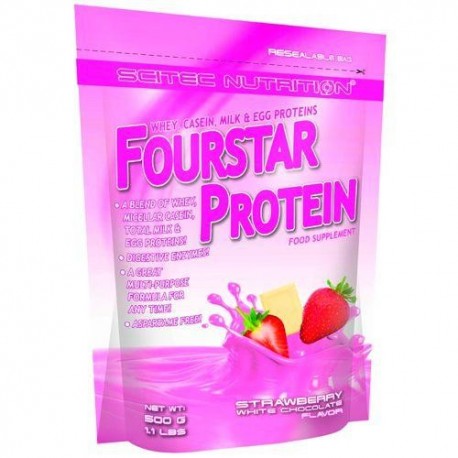 RESEALABLE BAG
SCITEC NUTRITION
WHEY, CASEIN, MILK & EGG PROTEINS
FOURSTAR
PROTEIN
FOOD SUPPLEMENT
• A BLEND OF WHEY,
MICELLAR CASEIN,
TOTAL MILK &
EGG PROTEINS!
• DIGESTIVE ENZYMES!
• A GREAT
MULTI-PURPOSE
FORMULA FOR
ANY TIME!
• ASPARTAME FREE!
NET WT:
500 G
1.1 LBS
STRAWBERRY
WHITE CHOCOLATE
FLAVOR